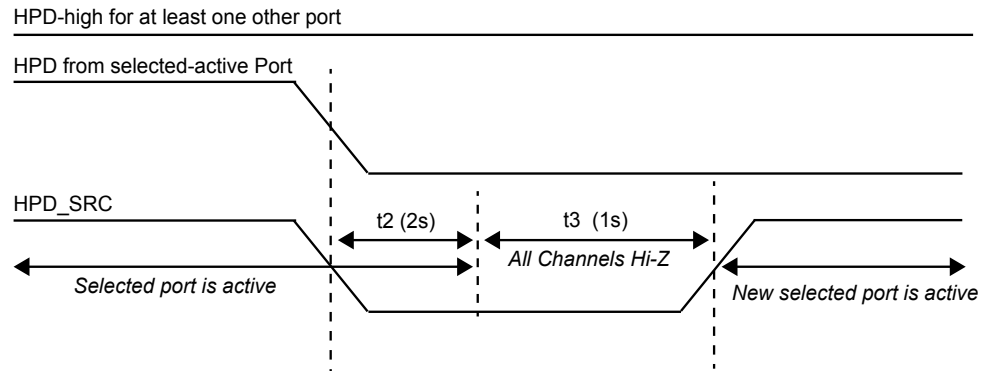 HPD-high for at least one other port
HPD from selected-active Port
HPD_SRC
t2 (2s)
t3 (1s)
All Channels Hi-Z
Selected port is active
New selected port is active